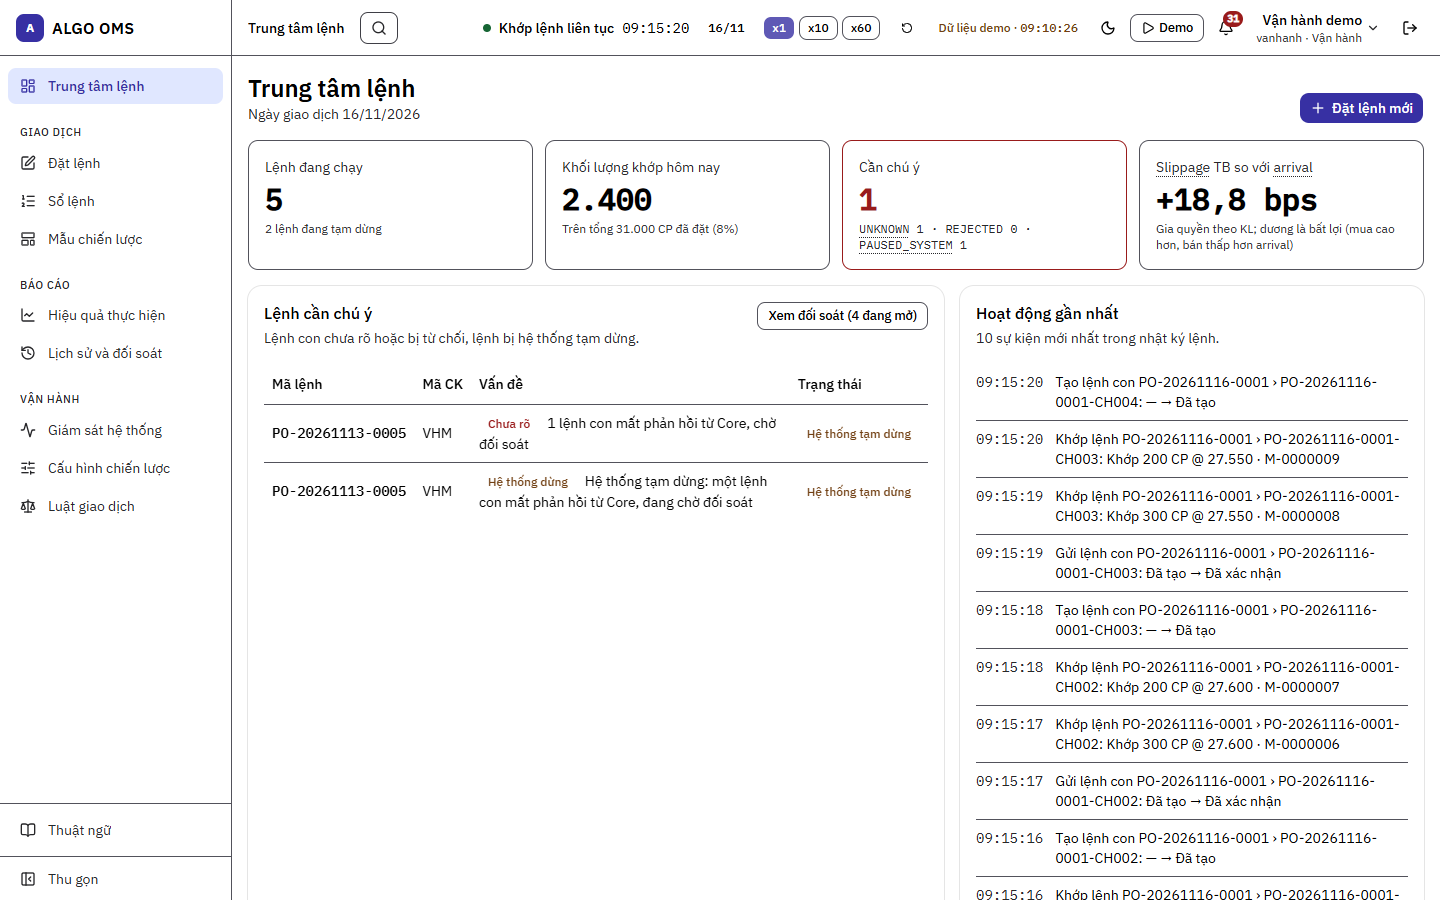 A ALGO OMS
Trung tâm lệnh
GIAO DỊCH
Đặt lệnh
Sổ lệnh
Mẫu chiến lược
BÁO CÁO
Hiệu quả thực hiện
Lịch sử và đối soát
VẬN HÀNH
Giám sát hệ thống
Cấu hình chiến lược
Luật giao dịch
Thuật ngữ
Thu gọn
Trung tâm lệnh
Khớp lệnh liên tục 09:15:20 16/11 x1 x10 x60 Dữ liệu demo · 09:10:26 Demo 31
Vận hành demo
vanhanh · Vận hành
Trung tâm lệnh
Ngày giao dịch 16/11/2026
Đặt lệnh mới
Lệnh đang chạy
5
2 lệnh đang tạm dừng
Khối lượng khớp hôm nay
2.400
Trên tổng 31.000 CP đã đặt (8%)
Cần chú ý
1
UNKNOWN 1 · REJECTED 0 ·
PAUSED_SYSTEM 1
Slippage TB so với arrival
+18,8 bps
Gia quyền theo KL; dương là bất lợi (mua cao
hơn, bán thấp hơn arrival)
Lệnh cần chú ý
Lệnh con chưa rõ hoặc bị từ chối, lệnh bị hệ thống tạm dừng.
Xem đối soát (4 đang mở)
Mã lệnh Mã CK Vấn đề Trạng thái
PO-20261113-0005 VHM Chưa rõ 1 lệnh con mất phản hồi từ Core, chờ
đối soát Hệ thống tạm dừng
PO-20261113-0005 VHM Hệ thống dừng Hệ thống tạm dừng: một lệnh
con mất phản hồi từ Core, đang chờ đối soát Hệ thống tạm dừng
Hoạt động gần nhất
10 sự kiện mới nhất trong nhật ký lệnh.
09:15:20 Tạo lệnh con PO-20261116-0001 › PO-20261116-
0001-CH004: — → Đã tạo
09:15:20 Khớp lệnh PO-20261116-0001 › PO-20261116-0001-
CH003: Khớp 200 CP @ 27.550 · M-0000009
09:15:19 Khớp lệnh PO-20261116-0001 › PO-20261116-0001-
CH003: Khớp 300 CP @ 27.550 · M-0000008
09:15:19 Gửi lệnh con PO-20261116-0001 › PO-20261116-
0001-CH003: Đã tạo → Đã xác nhận
09:15:18 Tạo lệnh con PO-20261116-0001 › PO-20261116-
0001-CH003: — → Đã tạo
09:15:18 Khớp lệnh PO-20261116-0001 › PO-20261116-0001-
CH002: Khớp 200 CP @ 27.600 · M-0000007
09:15:17 Khớp lệnh PO-20261116-0001 › PO-20261116-0001-
CH002: Khớp 300 CP @ 27.600 · M-0000006
09:15:17 Gửi lệnh con PO-20261116-0001 › PO-20261116-
0001-CH002: Đã tạo → Đã xác nhận
09:15:16 Tạo lệnh con PO-20261116-0001 › PO-20261116-
0001-CH002: — → Đã tạo
09:15:16 Khớp lệnh PO-20261116-0001 › PO-20261116-0001-